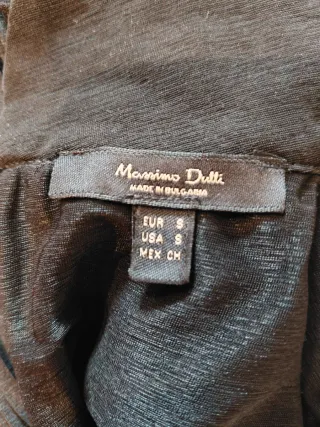 Massimo Dutti
MADE IN BULGARIA
EUR S
USA S
MEX CH